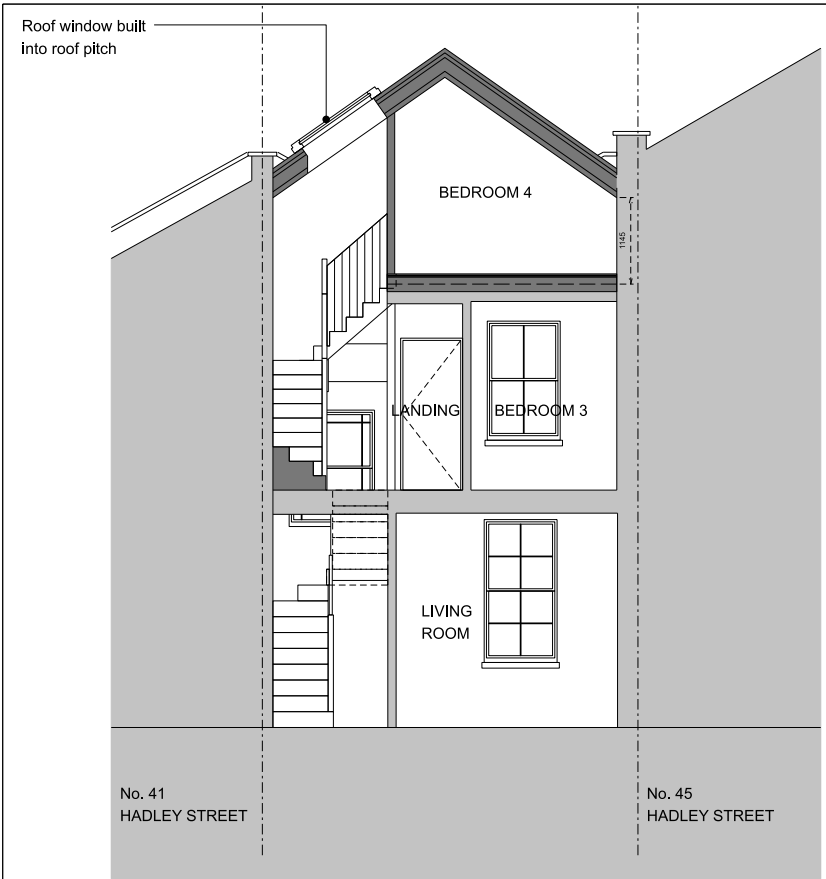 Roof window built
into roof pitch
BEDROOM 4
1145
LANDING
BEDROOM 3
LIVING
ROOM
No. 41
HADLEY STREET
No. 45
HADLEY STREET